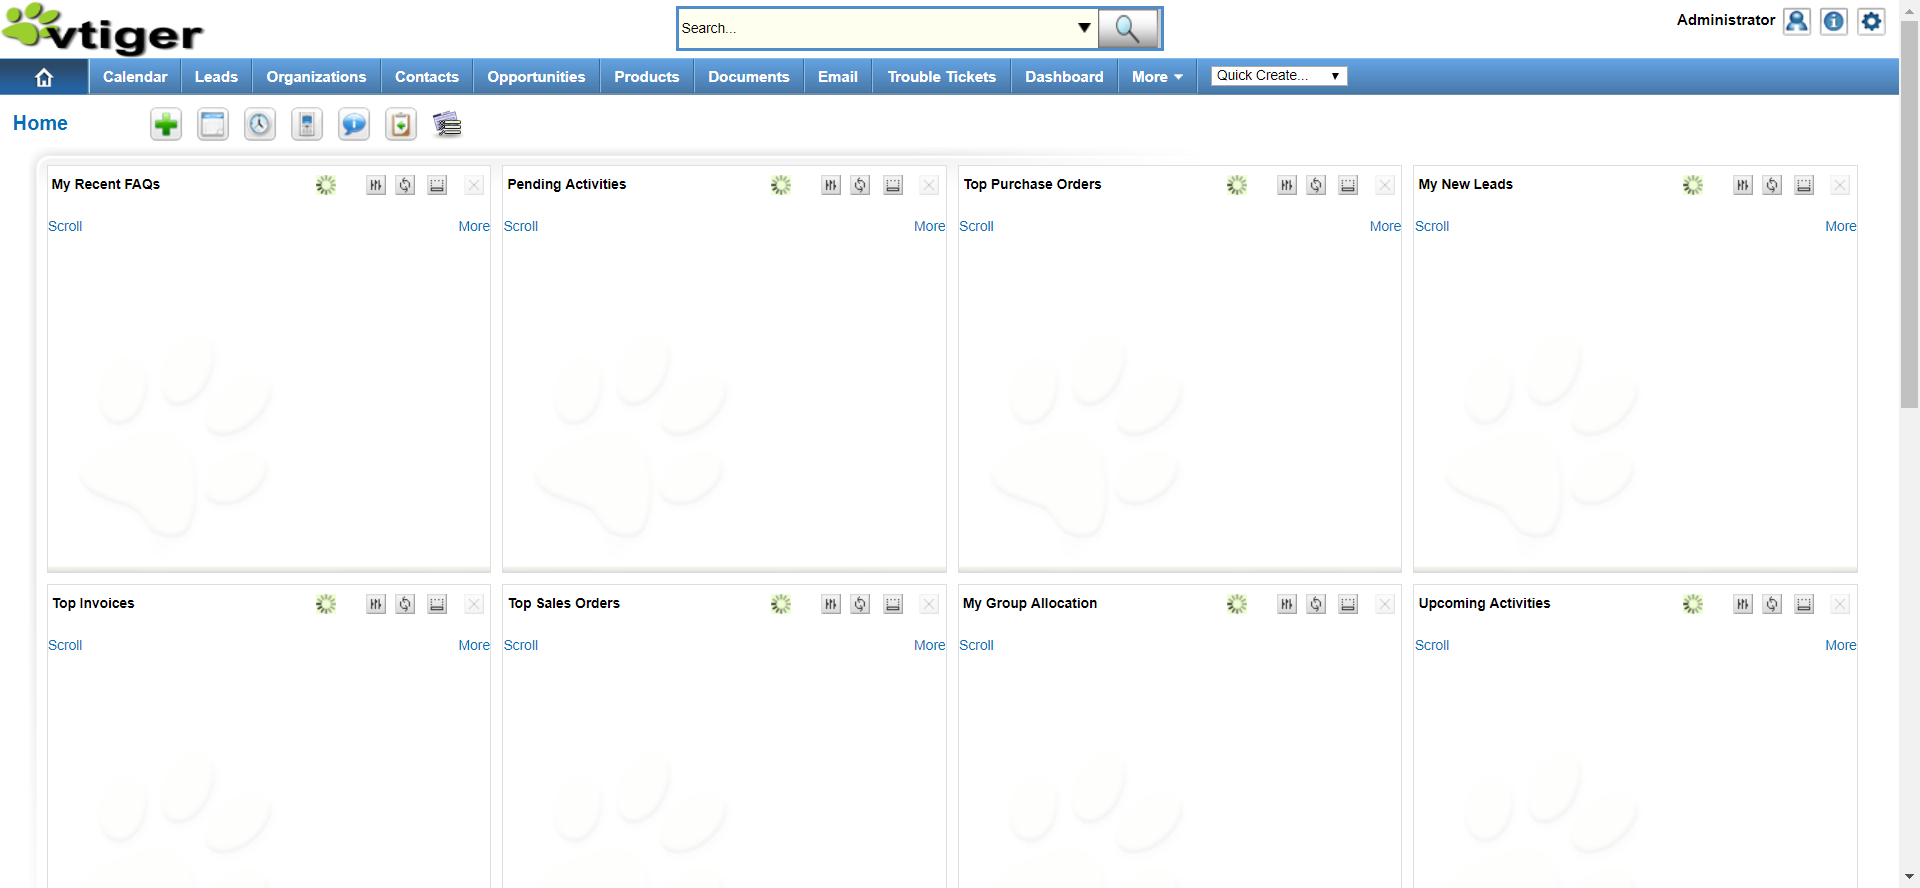 vtiger
Search...
Administrator
Calendar Leads Organizations Contacts Opportunities Products Documents Email Trouble Tickets Dashboard More Quick Create...
Home
My Recent FAQs Pending Activities Top Purchase Orders My New Leads
Scroll More Scroll More Scroll More Scroll More
Top Invoices Top Sales Orders My Group Allocation Upcoming Activities
Scroll More Scroll More Scroll Scroll More